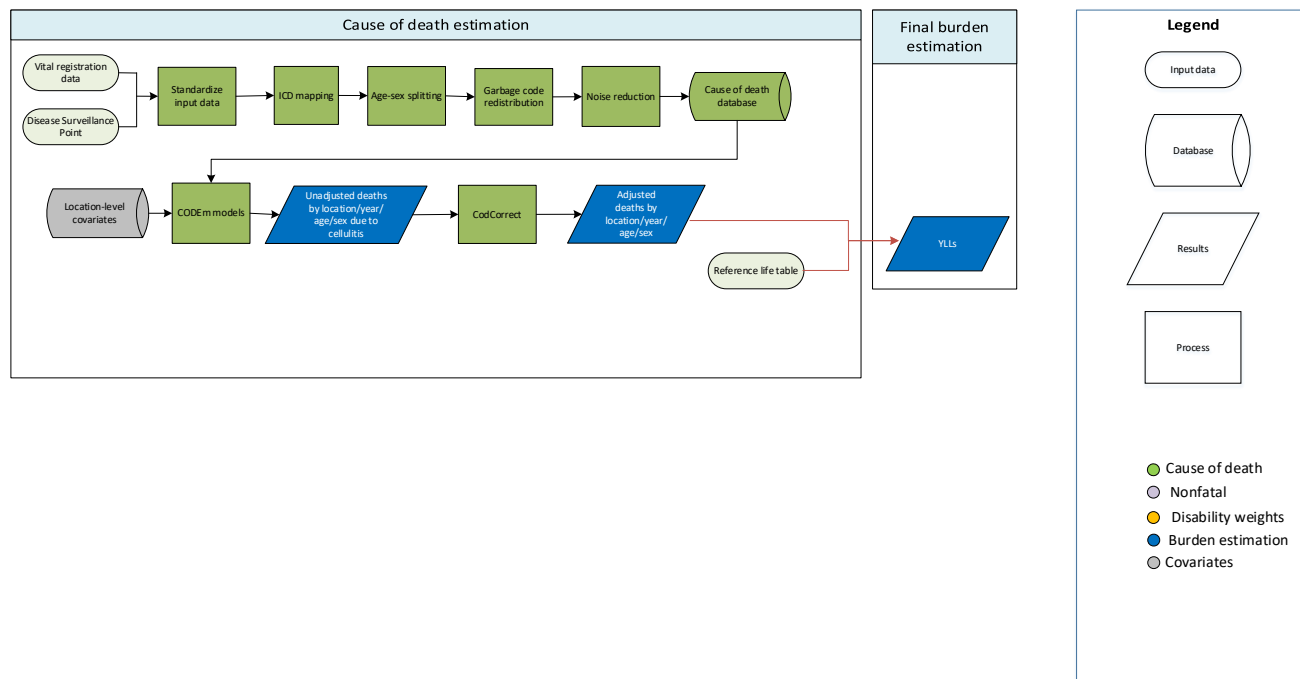 Cause of death estimation
Final burden
estimation
Legend
Vital registration
data
Disease Surveillance
Point
Standardize
input data
ICD mapping
Age-sex splitting
Garbage code
redistribution
Noise reduction
Cause of death
database
Location-level
covariates
CODEm models
Unadjusted deaths
by location/year/
age/sex due to
cellulitis
CodCorrect
Adjusted
deaths by
location/year/
age/sex
Reference life table
YLLs
Input data
Database
Results
Process
Cause of death
Nonfatal
Disability weights
Burden estimation
Covariates